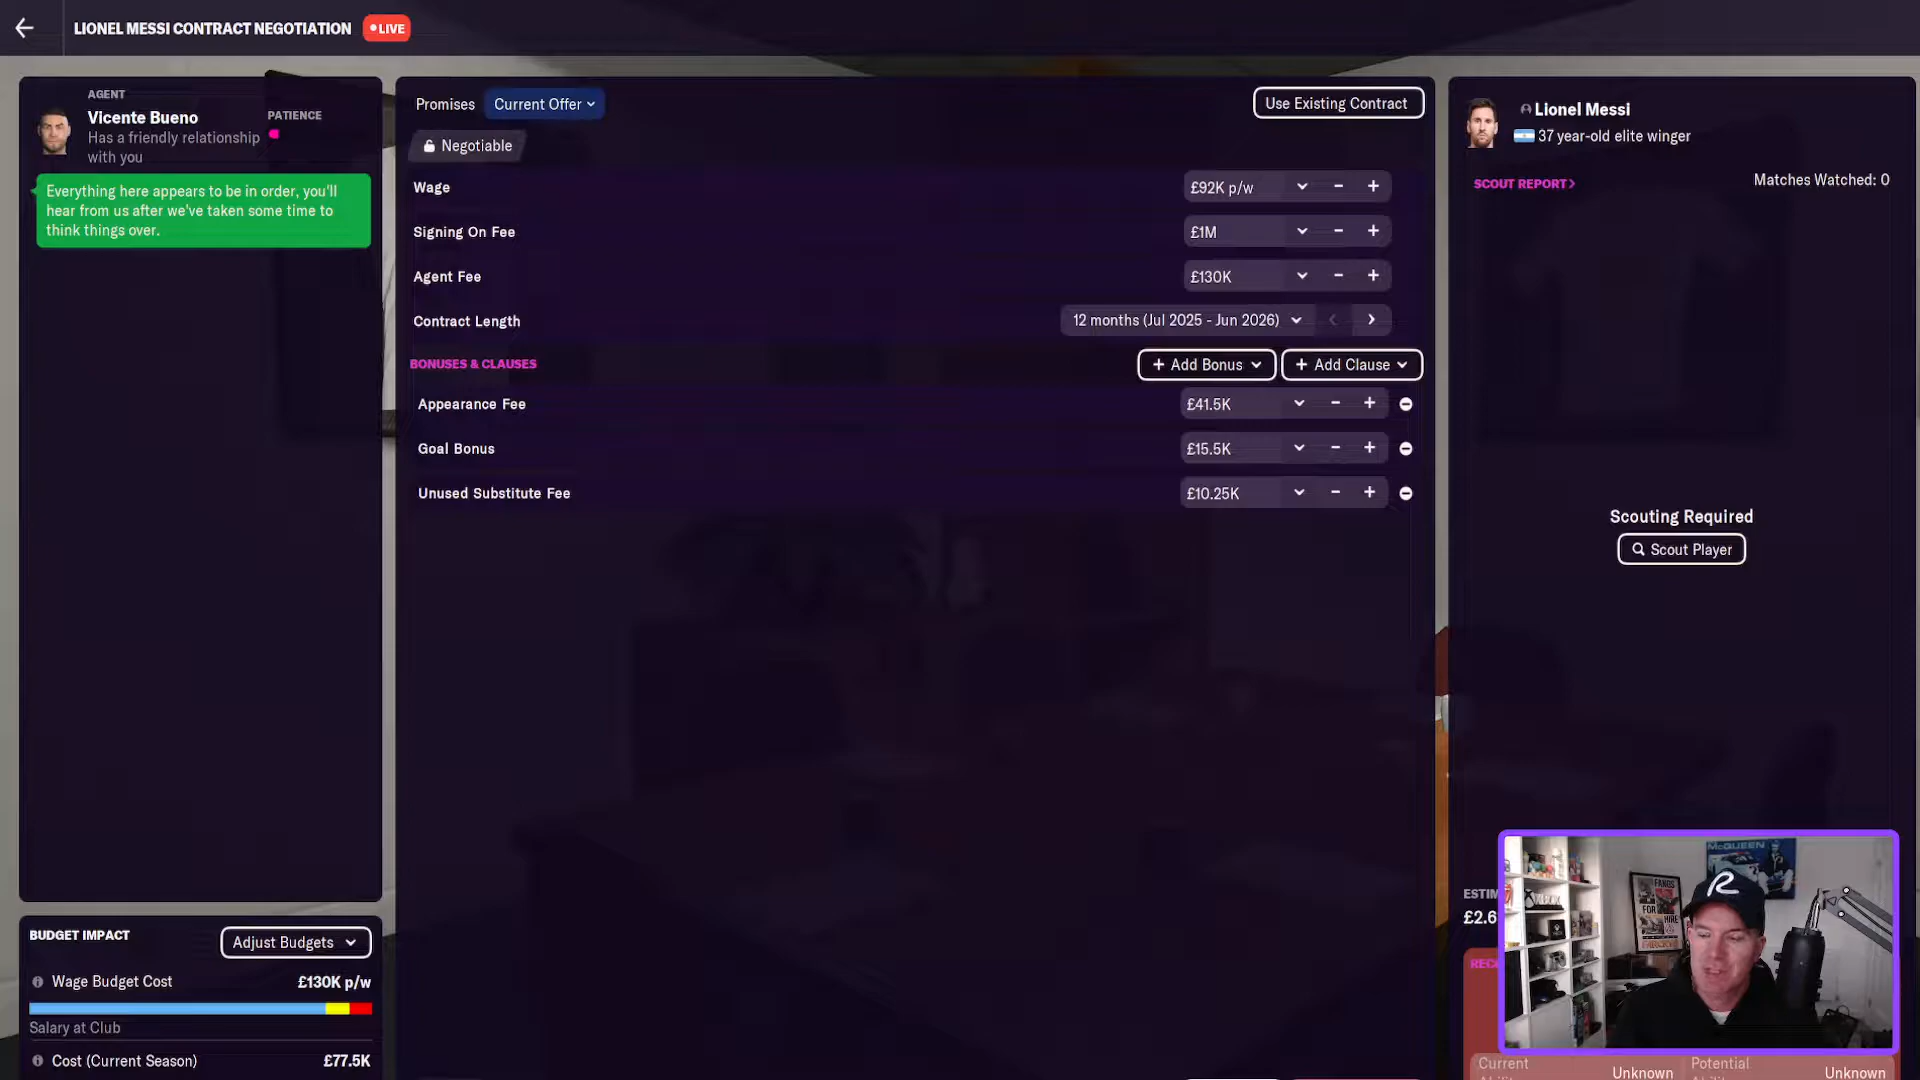 LIONEL MESSI CONTRACT NEGOTIATION
LIVE
AGENT
Vicente Bueno
Has a friendly relationship
with you
PATIENCE
Everything here appears to be in order, you'll
hear from us after we've taken some time to
think things over.
Promises
Current Offer
Use Existing Contract
Negotiable
Wage
£92K p/w
Signing On Fee
£1M
Agent Fee
£130K
Contract Length
12 months (Jul 2025 - Jun 2026)
BONUSES & CLAUSES
+ Add Bonus
+ Add Clause
Appearance Fee
£41.5K
Goal Bonus
£15.5K
Unused Substitute Fee
£10.25K
Lionel Messi
37 year-old elite winger
SCOUT REPORT>
Matches Watched: 0
Scouting Required
Scout Player
£2.6
McQUEEN
FANGS
FOR
HIRE
BUDGET IMPACT
Adjust Budgets
Wage Budget Cost
£130K p/w
Salary at Club
Cost (Current Season)
£77.5K
Current
Unknown
Potential
Unknown